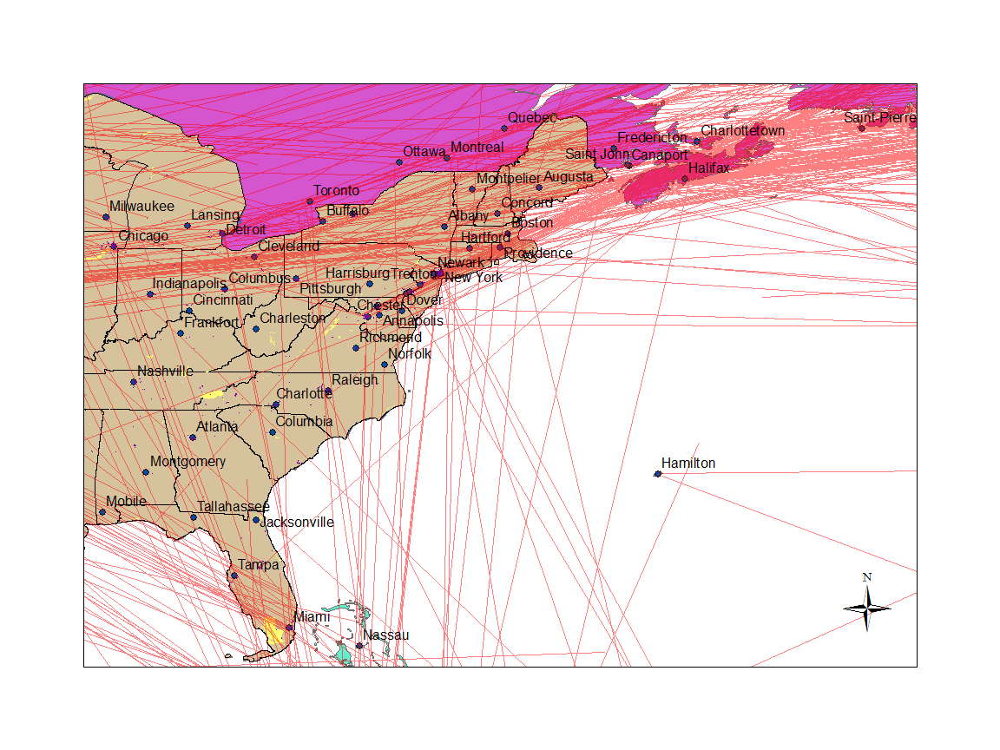 Quebec
Saint-Pierre
Charlottetown
Fredericton
Ottawa
Montreal
Saint John
Canaport
Halifax
Montpelier
Augusta
Toronto
Milwaukee
Lansing
Buffalo
Concord
Albany
Boston
Chicago
Detroit
Hartford
Cleveland
Providence
Newark
Indianapolis
Columbus
Harrisburg
Trenton
New York
Pittsburgh
Cincinnati
Chester
Dover
Frankfort
Charleston
Annapolis
Richmond
Norfolk
Nashville
Raleigh
Charlotte
Atlanta
Columbia
Montgomery
Hamilton
Mobile
Tallahassee
Jacksonville
Tampa
N
Miami
Nassau